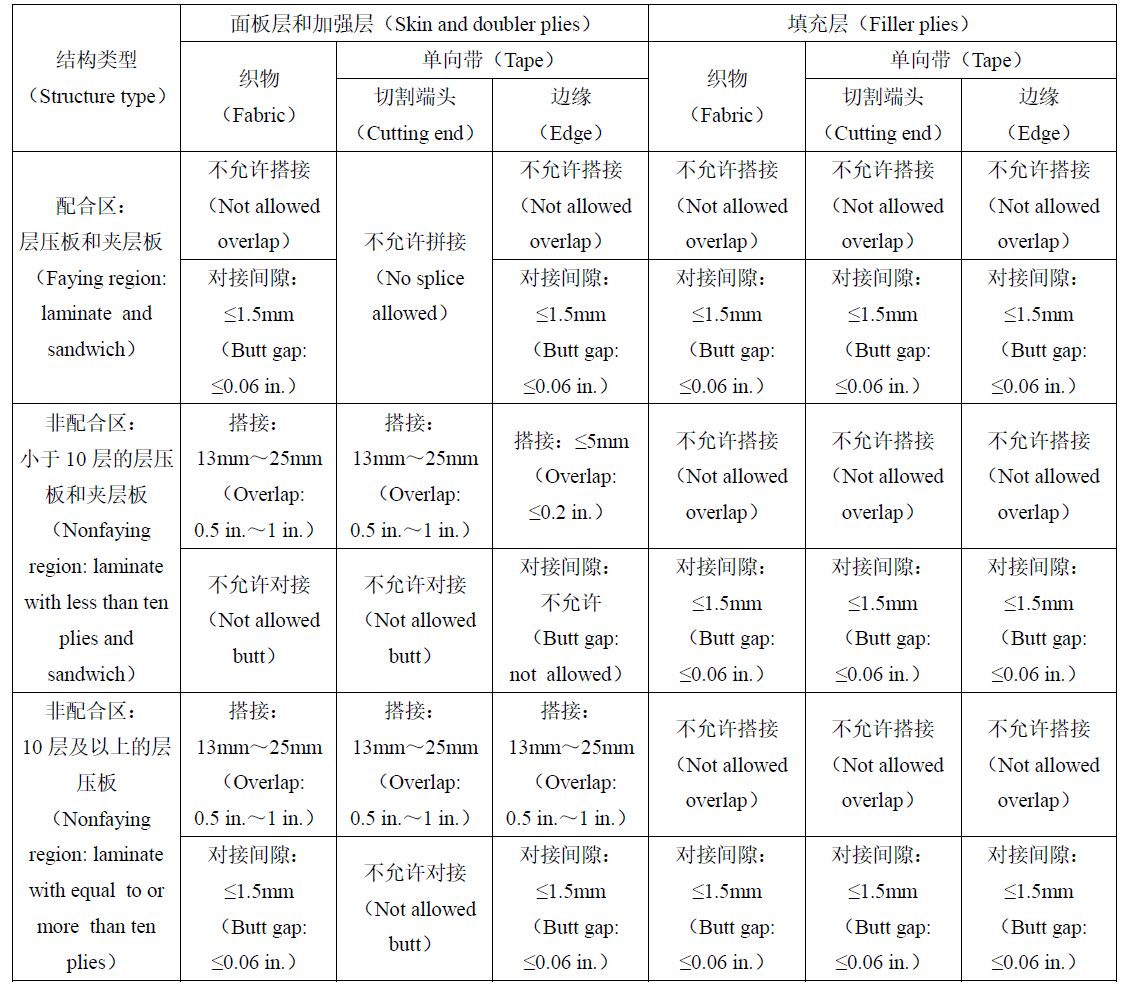 结构类型
（Structure type）
面板层和加强层（Skin and doubler plies）
填充层（Filler plies）
织物
（Fabric）
单向带（Tape）
织物
（Fabric）
单向带（Tape）
切割端头
（Cutting end）
边缘
（Edge）
切割端头
（Cutting end）
边缘
（Edge）
配合区：
层压板和夹层板
（Faying region:
laminate and
sandwich）
不允许搭接
（Not allowed
overlap）
不允许拼接
（No splice
allowed）
不允许搭接
（Not allowed
overlap）
不允许搭接
（Not allowed
overlap）
不允许搭接
（Not allowed
overlap）
不允许搭接
（Not allowed
overlap）
对接间隙：
≤1.5mm
（Butt gap:
≤0.06 in.）
对接间隙：
≤1.5mm
（Butt gap:
≤0.06 in.）
对接间隙：
≤1.5mm
（Butt gap:
≤0.06 in.）
对接间隙：
≤1.5mm
（Butt gap:
≤0.06 in.）
对接间隙：
≤1.5mm
（Butt gap:
≤0.06 in.）
非配合区：
小于 10 层的层压
板和夹层板
（Nonfaying
region: laminate
with less than ten
plies and
sandwich）
搭接：
13mm～25mm
（Overlap:
0.5 in.～1 in.）
搭接：
13mm～25mm
（Overlap:
0.5 in.～1 in.）
搭接：≤5mm
（Overlap:
≤0.2 in.）
不允许搭接
（Not allowed
overlap）
不允许搭接
（Not allowed
overlap）
不允许搭接
（Not allowed
overlap）
不允许对接
（Not allowed
butt）
不允许对接
（Not allowed
butt）
对接间隙：
不允许
（Butt gap:
not allowed）
对接间隙：
≤1.5mm
（Butt gap:
≤0.06 in.）
对接间隙：
≤1.5mm
（Butt gap:
≤0.06 in.）
对接间隙：
≤1.5mm
（Butt gap:
≤0.06 in.）
非配合区：
10 层及以上的层
压板
（Nonfaying
region: laminate
with equal to or
more than ten
plies）
搭接：
13mm～25mm
（Overlap:
0.5 in.～1 in.）
搭接：
13mm～25mm
（Overlap:
0.5 in.～1 in.）
搭接：
13mm～25mm
（Overlap:
0.5 in.～1 in.）
不允许搭接
（Not allowed
overlap）
不允许搭接
（Not allowed
overlap）
不允许搭接
（Not allowed
overlap）
对接间隙：
≤1.5mm
（Butt gap:
≤0.06 in.）
不允许对接
（Not allowed
butt）
对接间隙：
≤1.5mm
（Butt gap:
≤0.06 in.）
对接间隙：
≤1.5mm
（Butt gap:
≤0.06 in.）
对接间隙：
≤1.5mm
（Butt gap:
≤0.06 in.）
对接间隙：
≤1.5mm
（Butt gap:
≤0.06 in.）